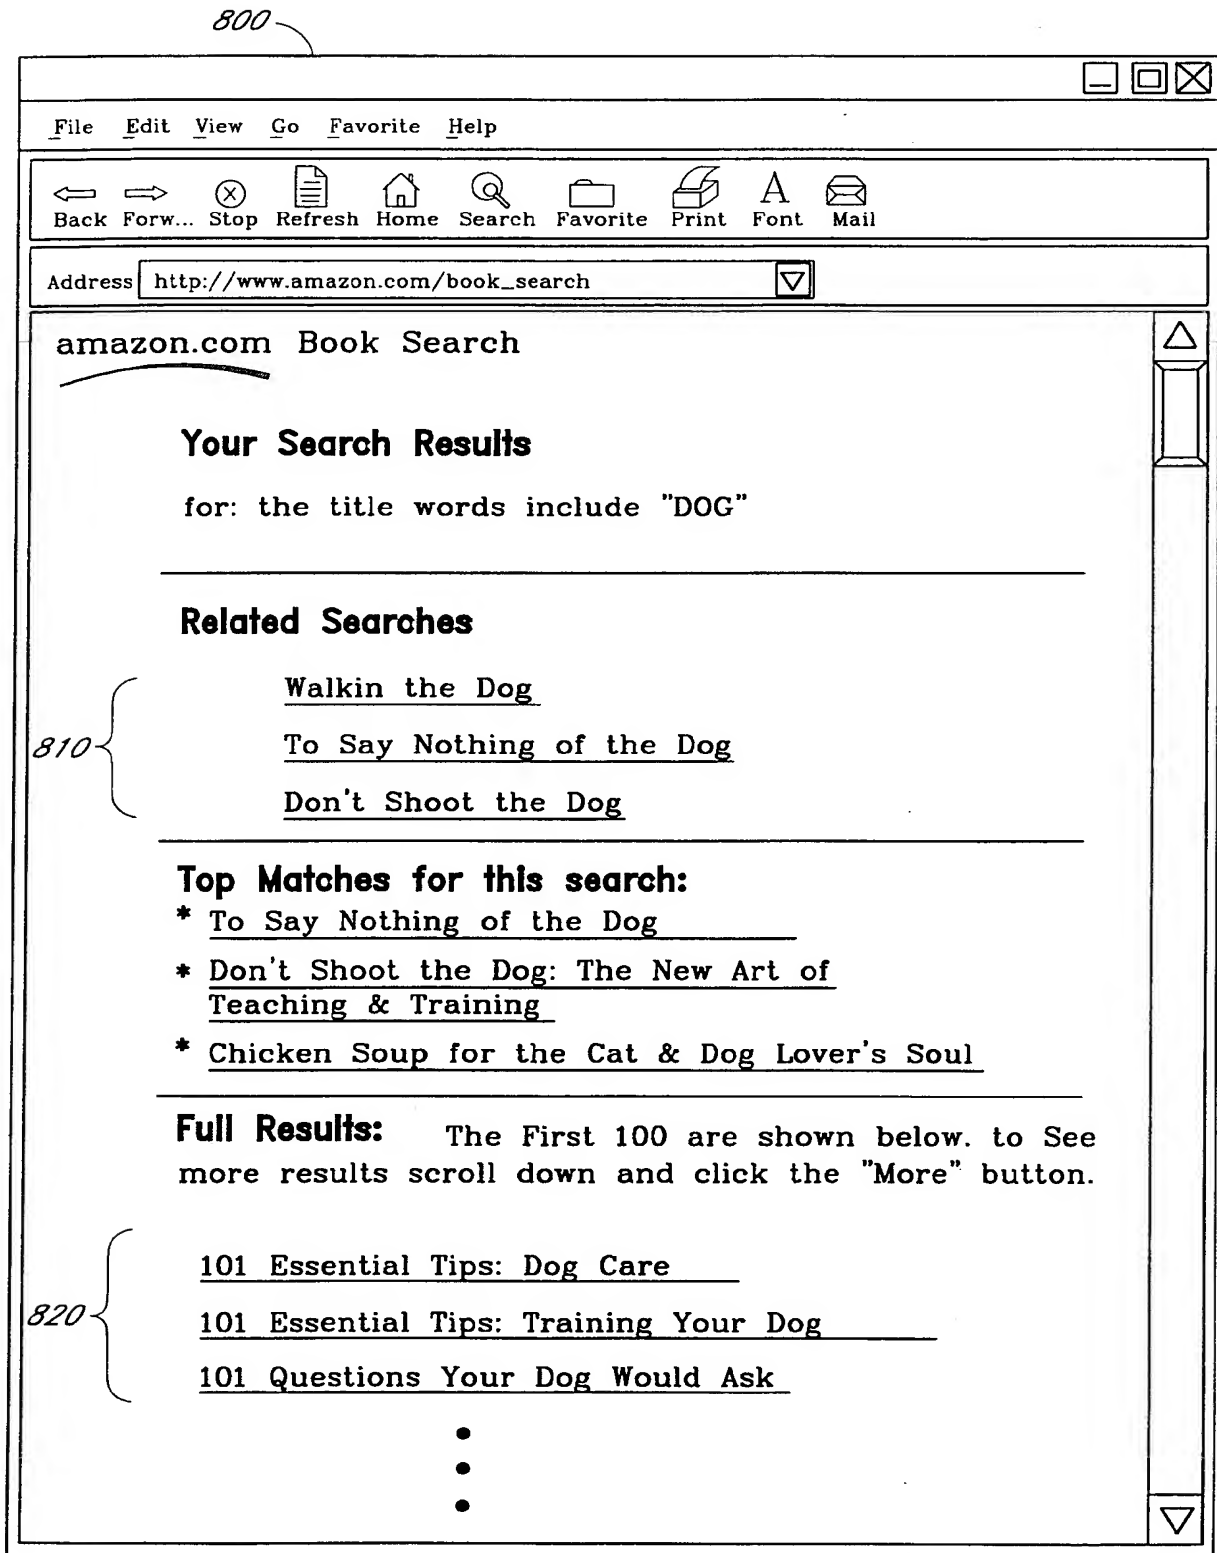 800
File Edit View Go Favorite Help
Back Forw... Stop Refresh Home Search Favorite Print Font Mail
Address http://www.amazon.com/book_search
amazon.com Book Search
Your Search Results
for: the title words include "DOG"
Related Searches
Walkin the Dog
810
To Say Nothing of the Dog
Don't Shoot the Dog
Top Matches for this search:
* To Say Nothing of the Dog
* Don't Shoot the Dog: The New Art of
Teaching & Training
* Chicken Soup for the Cat & Dog Lover's Soul
Full Results: The First 100 are shown below. to See
more results scroll down and click the "More" button.
101 Essential Tips: Dog Care
820
101 Essential Tips: Training Your Dog
101 Questions Your Dog Would Ask